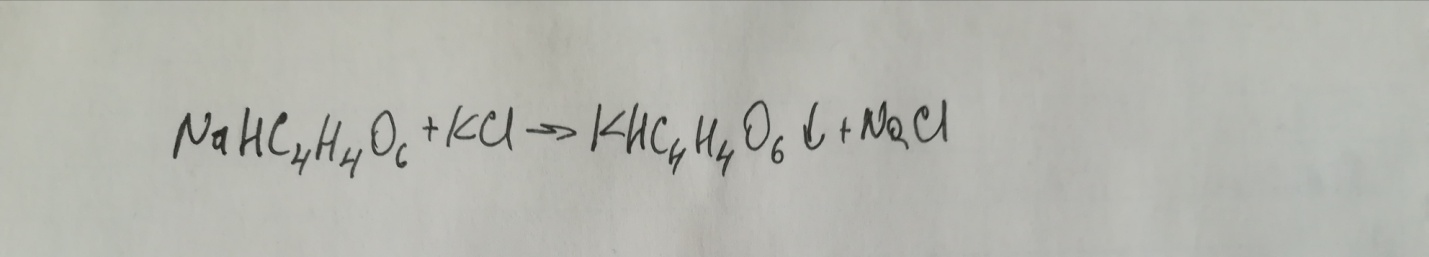 NaHC₄H₄O₆ + KCl → KHC₄H₄O₆ ↓ + NaCl